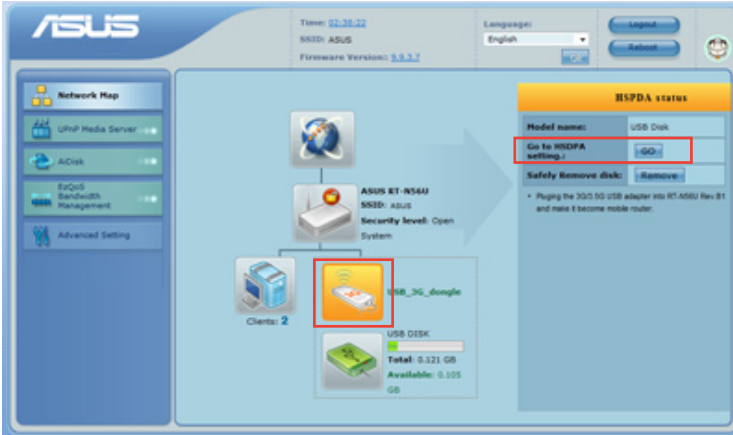 ASUS
Time: 02:38:22
SSID: ASUS
Firmware Version: 9.9.3.7
Language:
English
Logout
Reboot
Network Map
UPnP Media Server
AiDisk
EzQoS
Bandwidth
Management
Advanced Setting
ASUS RT-N56U
SSID: ASUS
Security level: Open
System
Clients: 2
USB_3G_dongle
USB DISK
Total: 0.121 GB
Available: 0.105
GB
HSPDA status
Model name: USB Disk
Go to HSDPA
setting.: GO
Safely Remove disk: Remove
• Pluging the 3G/3.5G USB adapter into RT-N56U Rev B1
and make it become mobile router.